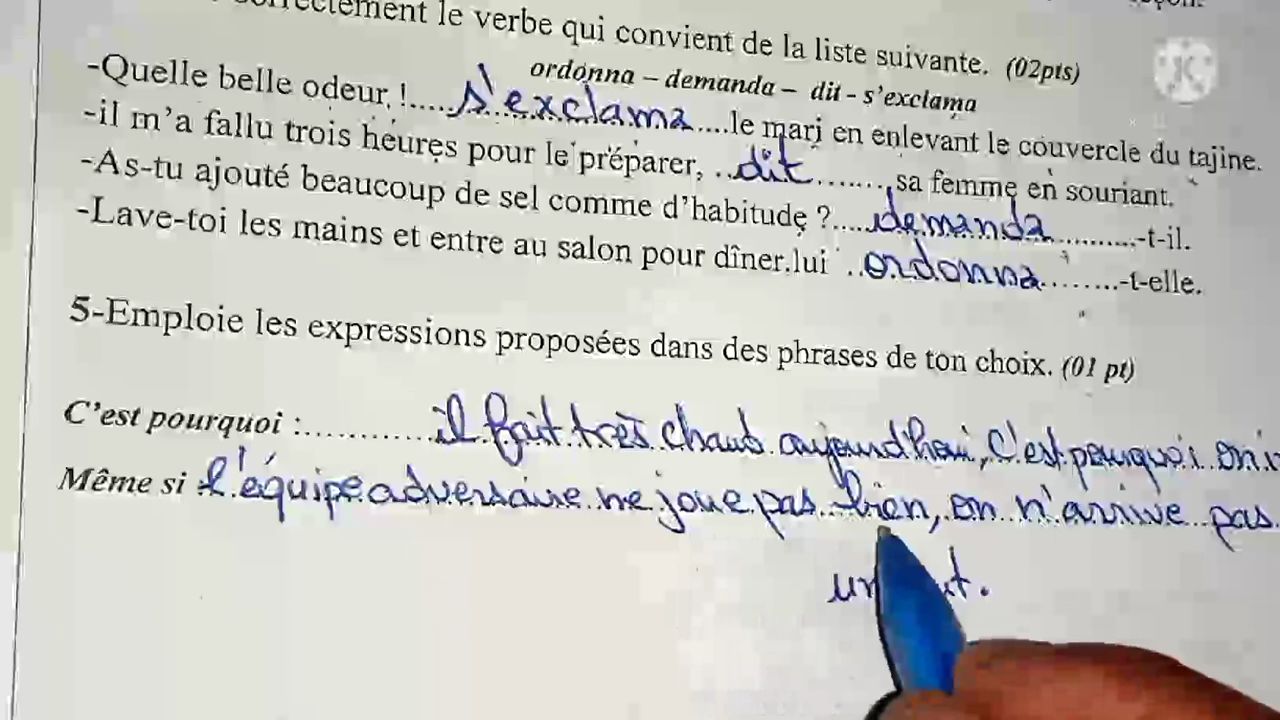 correctement le verbe qui convient de la liste suivante. (02pts)
ordonna – demanda – dit - s'exclama
-Quelle belle odeur, !.....s'exclama....le mari en enlevant le couvercle du tajine.
-il m'a fallu trois heures pour le préparer, ..dit........,sa femme en souriant.
-As-tu ajouté beaucoup de sel comme d'habitude ?....demanda..........-t-il.
-Lave-toi les mains et entre au salon pour dîner.lui ..ordonna........-t-elle.
5-Emploie les expressions proposées dans des phrases de ton choix. (01 pt)
C'est pourquoi :.............il fait très chaud aujourd'hui, c'est pourquoi on
Même si l'équipe adversaire ne joue pas bien, on n'arrive pas
K